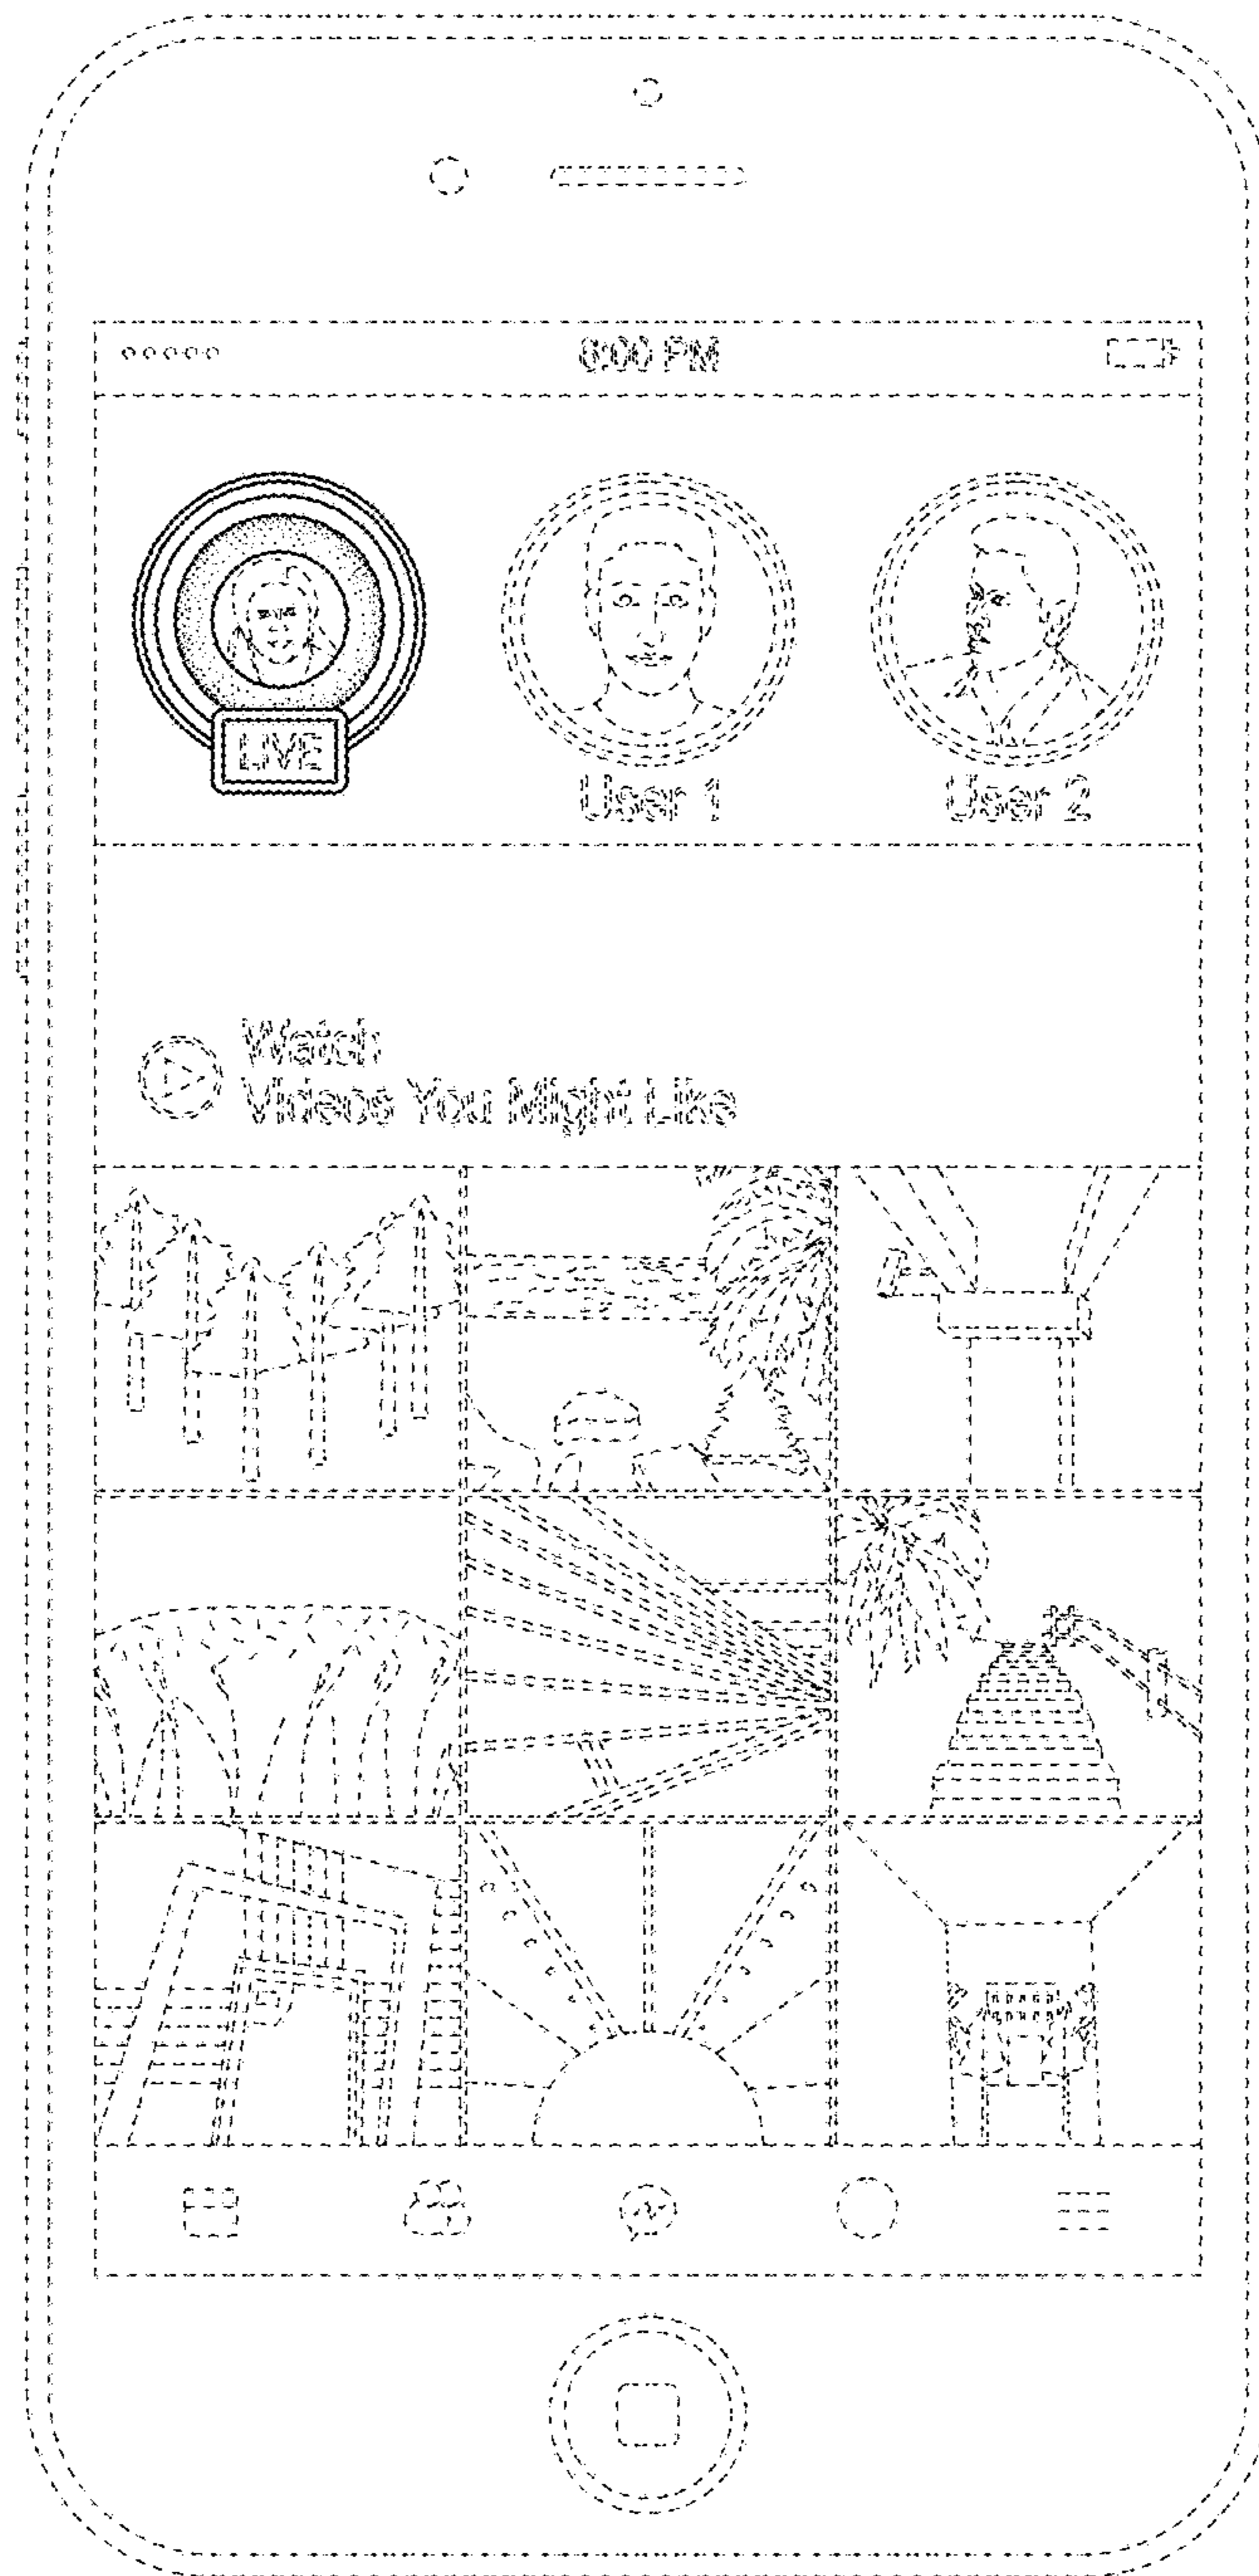 6:00 PM
LIVE
User 1
User 2
Watch
Videos You Might Like